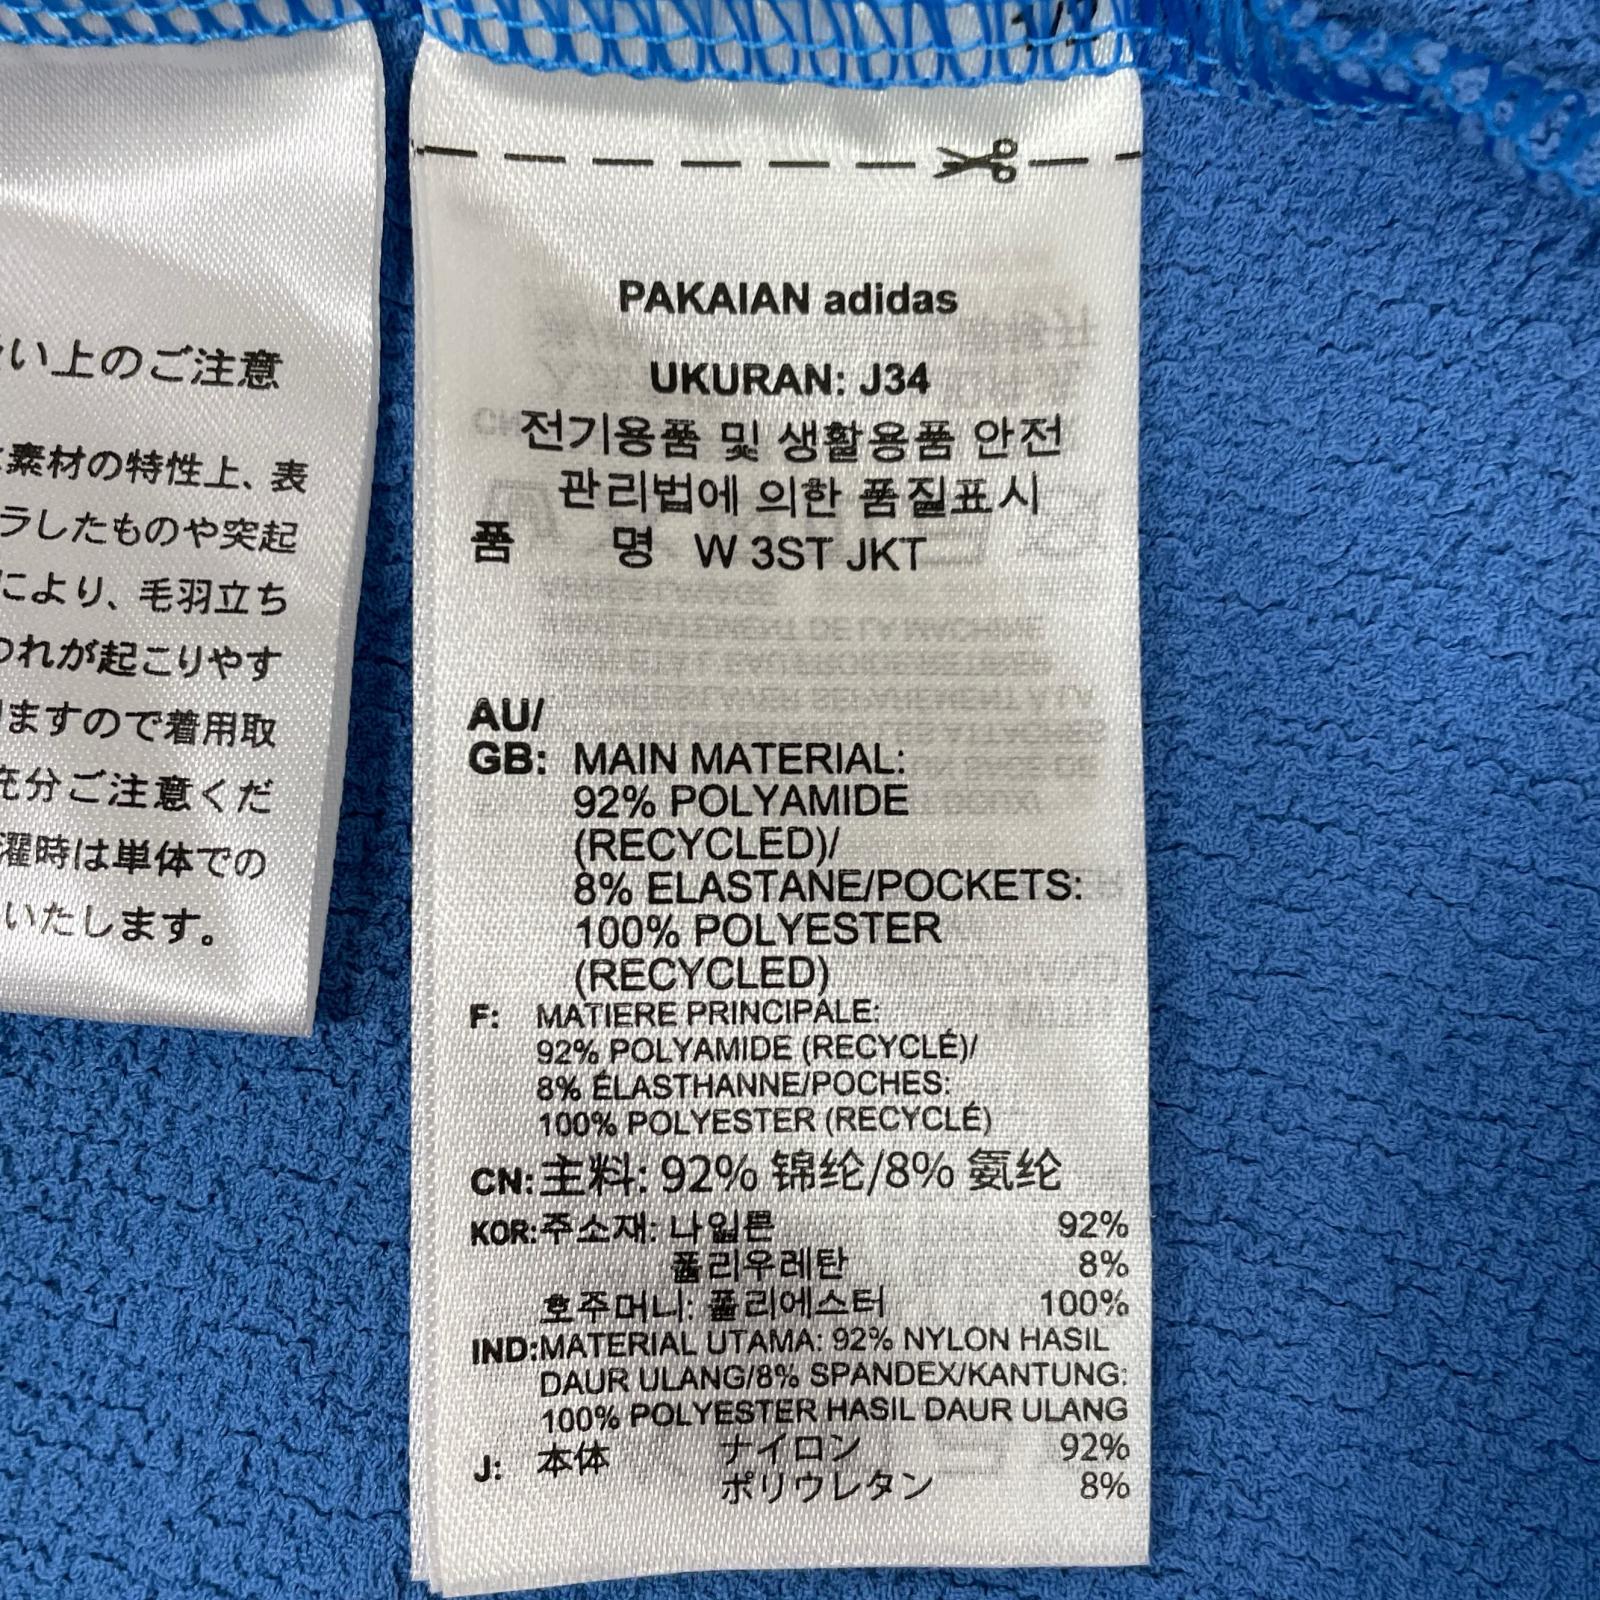 い上のご注意
素材の特性上、表
ラしたものや突起
により、毛羽立ち
つれが起こりやす
ますので着用取
充分ご注意くだ
濯時は単体での
いたします。
1/2
PAKAIAN adidas
UKURAN: J34
전기용품 및 생활용품 안전
관리법에 의한 품질표시
품 명 W 3ST JKT
AU/
GB: MAIN MATERIAL:
92% POLYAMIDE
(RECYCLED)/
8% ELASTANE/POCKETS:
100% POLYESTER
(RECYCLED)
F: MATIERE PRINCIPALE:
92% POLYAMIDE (RECYCLÉ)/
8% ÉLASTHANNE/POCHES:
100% POLYESTER (RECYCLÉ)
CN: 主料: 92% 锦纶/8% 氨纶
KOR: 주소재: 나일론 92%
폴리우레탄 8%
호주머니: 폴리에스터 100%
IND: MATERIAL UTAMA: 92% NYLON HASIL
DAUR ULANG/8% SPANDEX/KANTUNG:
100% POLYESTER HASIL DAUR ULANG
J: 本体 ナイロン 92%
ポリウレタン 8%